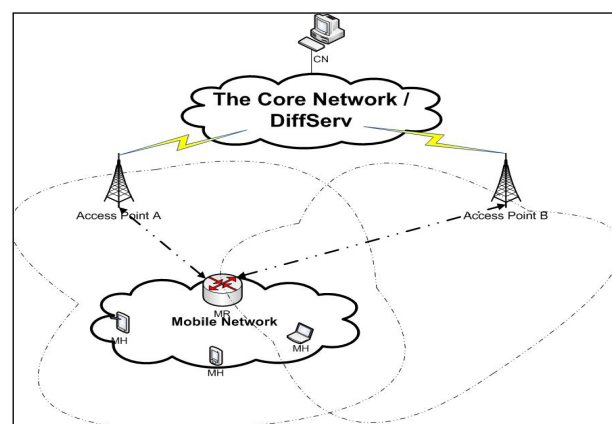 CN
The Core Network /
DiffServ
Access Point A
Access Point B
MR
Mobile Network
MH
MH
MH